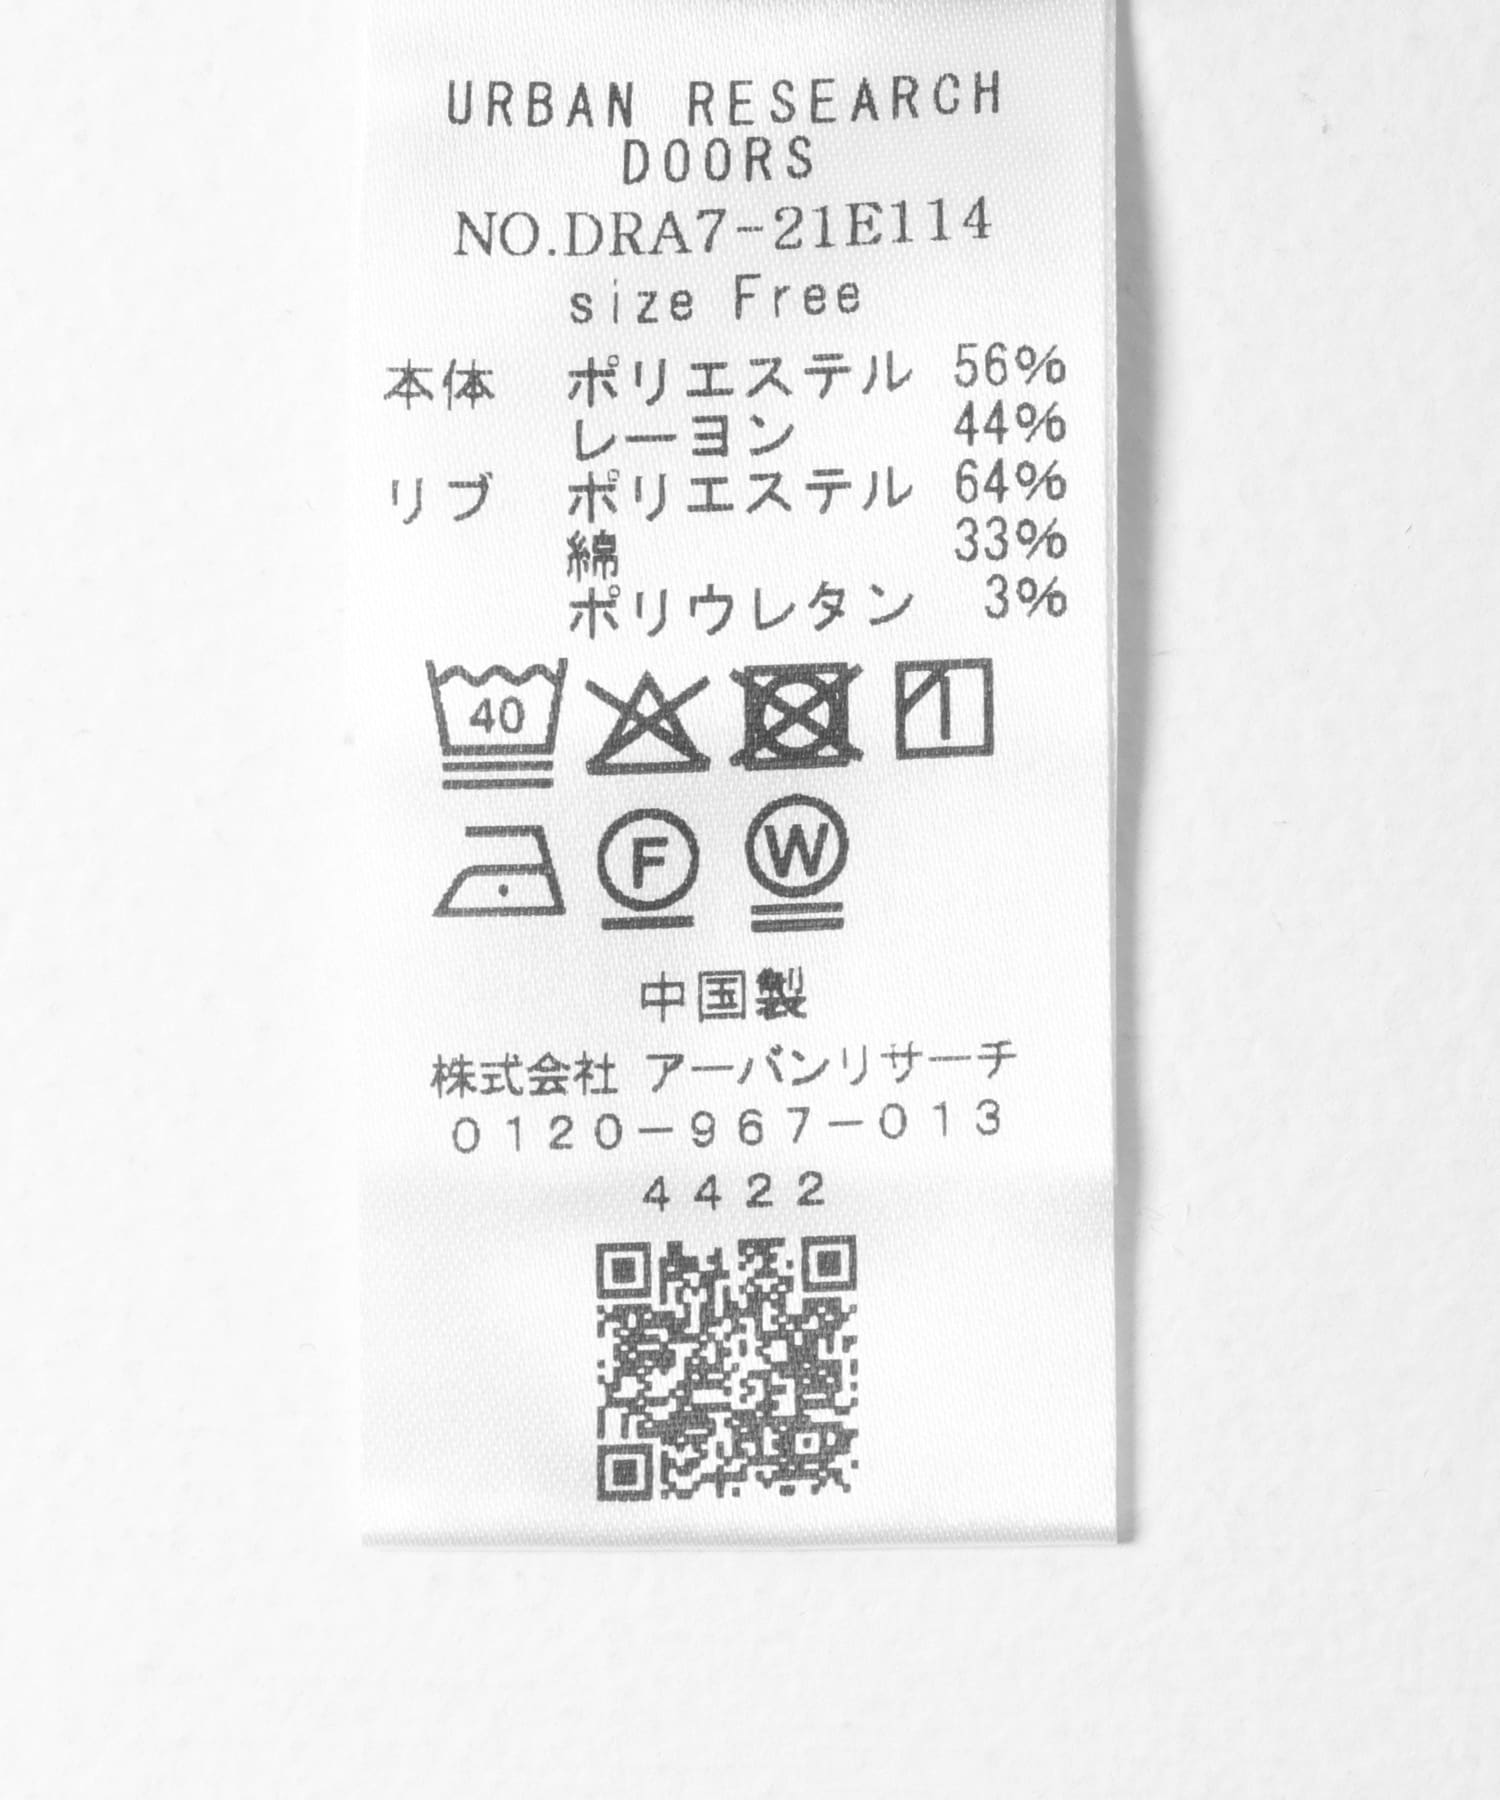 URBAN RESEARCH
DOORS
NO.DRA7-21E114
size Free
本体 ポリエステル 56%
レーヨン 44%
リブ ポリエステル 64%
綿 33%
ポリウレタン 3%
40
F W
中国製
株式会社 アーバンリサーチ
0120-967-013
4422